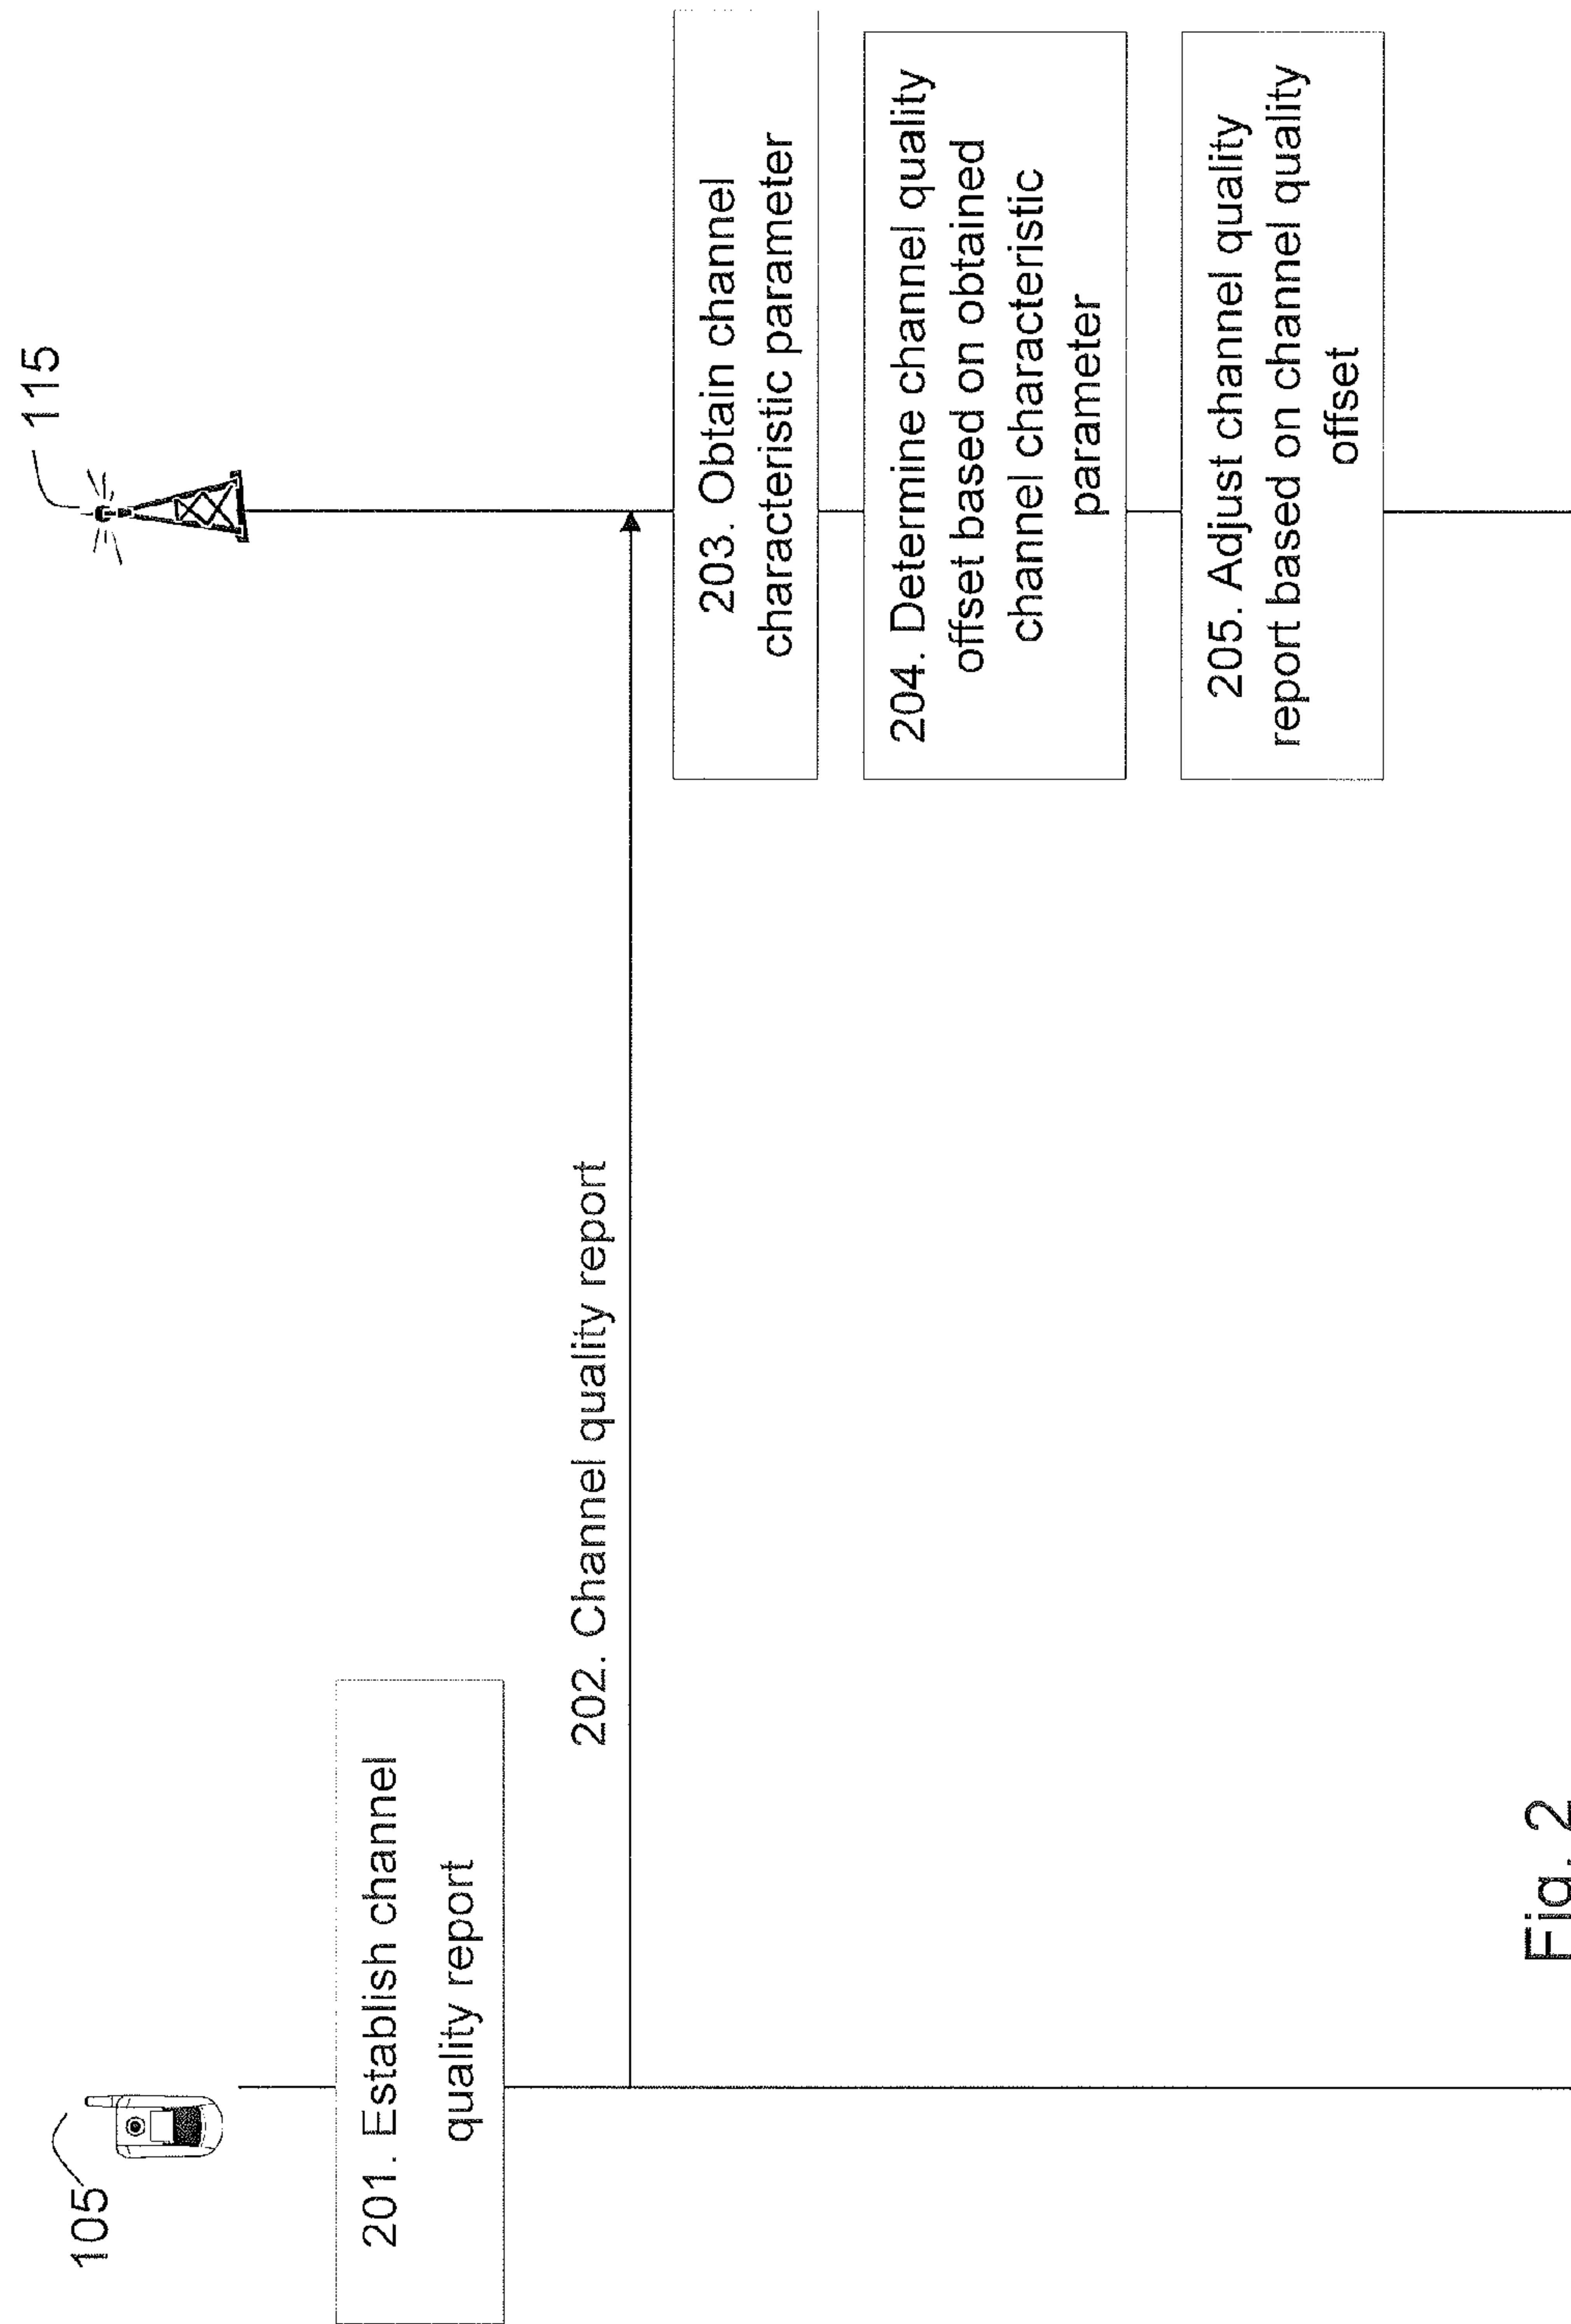 105
115
201. Establish channel
quality report
202. Channel quality report
203. Obtain channel
characteristic parameter
204. Determine channel quality
offset based on obtained
channel characteristic
parameter
205. Adjust channel quality
report based on channel quality
offset
Fig. 2